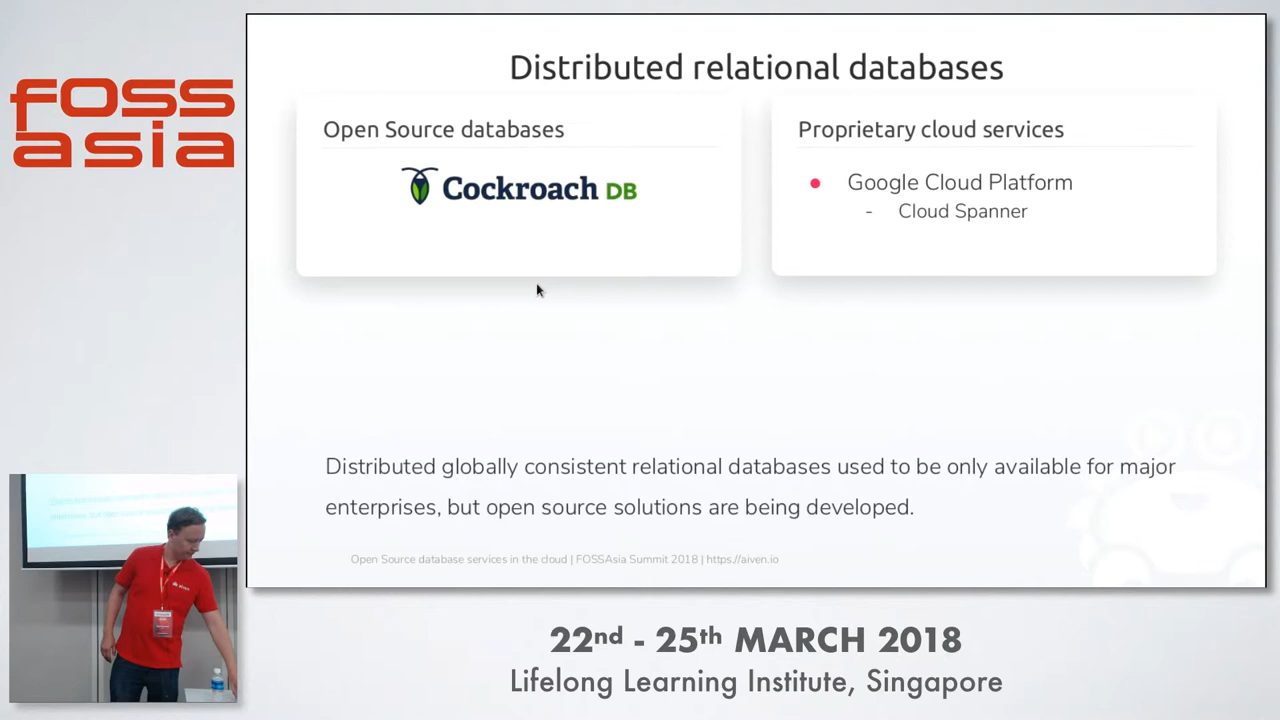 foss
asia
Distributed relational databases
Open Source databases
Cockroach DB
Proprietary cloud services
● Google Cloud Platform
- Cloud Spanner
Distributed globally consistent relational databases used to be only available for major
enterprises, but open source solutions are being developed.
Open Source database services in the cloud | FOSSAsia Summit 2018 | https://aiven.io
aiven
22nd - 25th MARCH 2018
Lifelong Learning Institute, Singapore